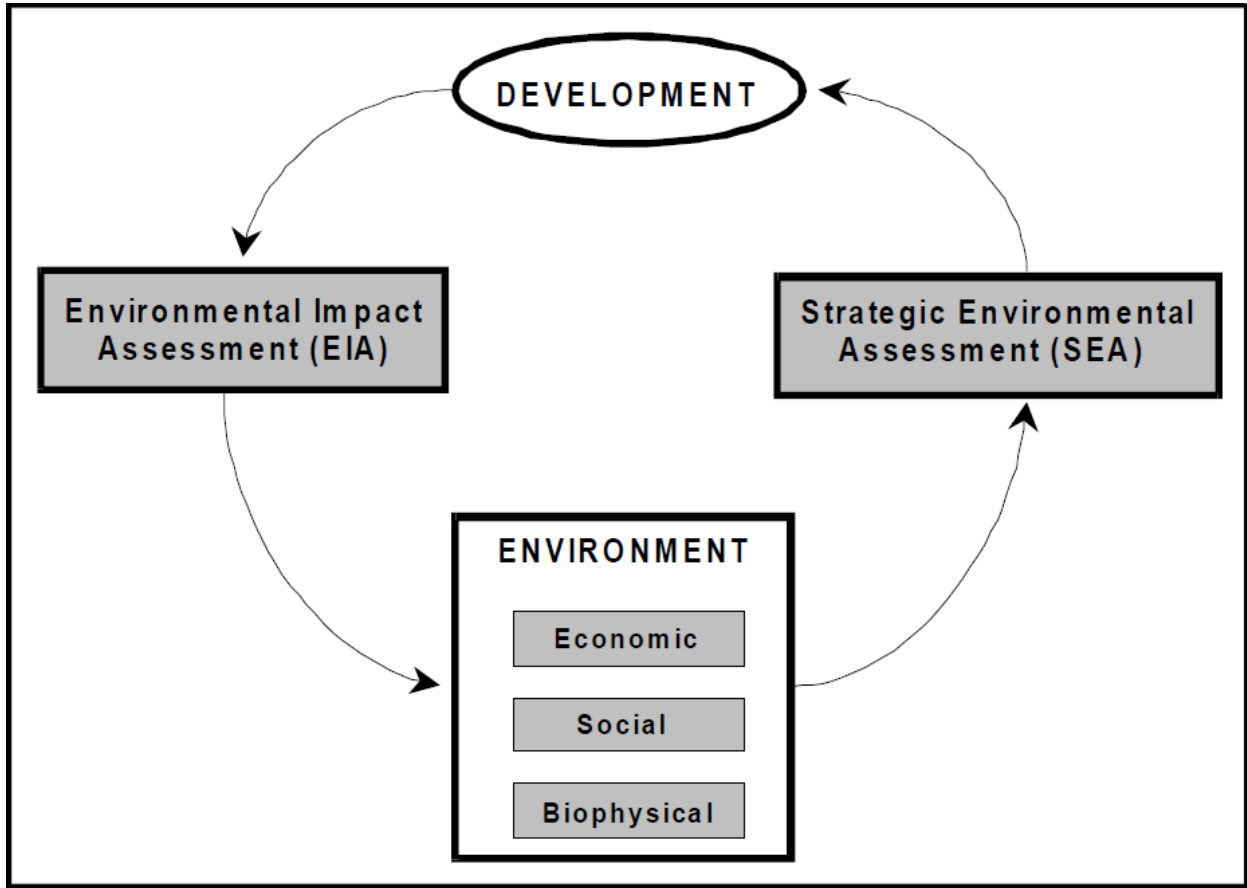 DEVELOPMENT
Environmental Impact
Assessment (EIA)
Strategic Environmental
Assessment (SEA)
ENVIRONMENT
Economic
Social
Biophysical